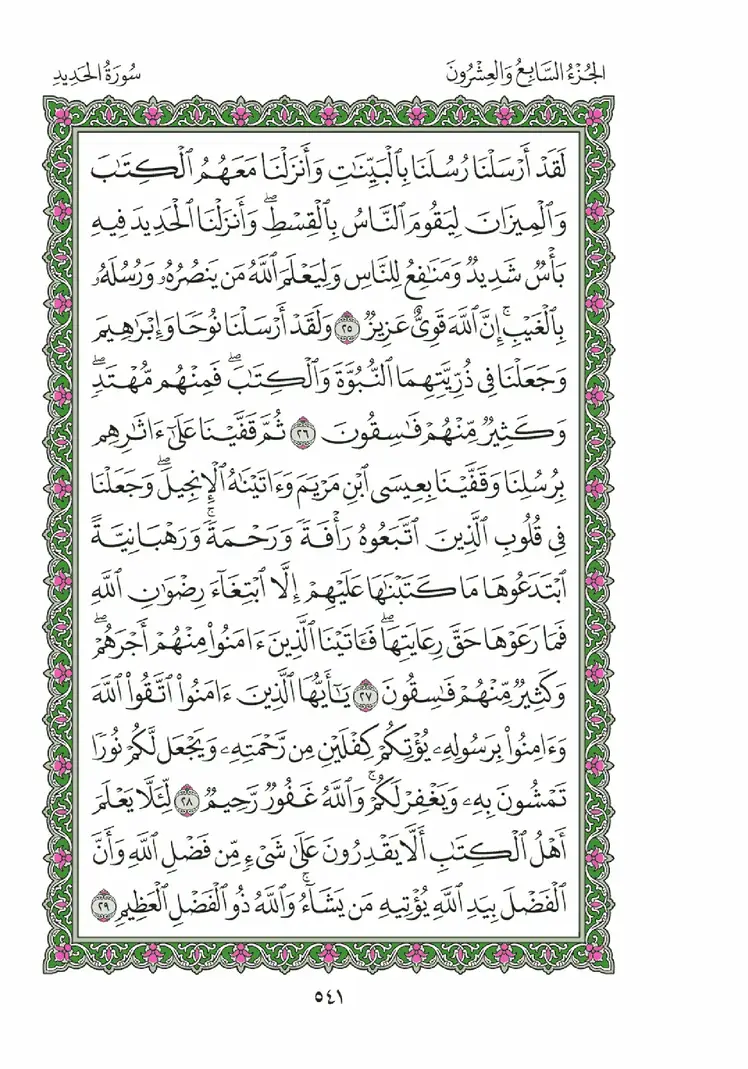 الجُزْءُ السَّابِعُ وَالعِشْرُونَ
سُورَةُ الحَدِيدِ
لَقَدْ أَرْسَلْنَا رُسُلَنَا بِٱلْبَيِّنَٰتِ وَأَنزَلْنَا مَعَهُمُ ٱلْكِتَٰبَ
وَٱلْمِيزَانَ لِيَقُومَ ٱلنَّاسُ بِٱلْقِسْطِۖ وَأَنزَلْنَا ٱلْحَدِيدَ فِيهِ
بَأْسٌ شَدِيدٌ وَمَنَٰفِعُ لِلنَّاسِ وَلِيَعْلَمَ ٱللَّهُ مَن يَنصُرُهُۥ وَرُسُلَهُۥ
بِٱلْغَيْبِۚ إِنَّ ٱللَّهَ قَوِيٌّ عَزِيزٌ ٢٥ وَلَقَدْ أَرْسَلْنَا نُوحًا وَإِبْرَٰهِيمَ
وَجَعَلْنَا فِى ذُرِّيَّتِهِمَا ٱلنُّبُوَّةَ وَٱلْكِتَٰبَۖ فَمِنْهُم مُّهْتَدٍۖ
وَكَثِيرٌ مِّنْهُمْ فَٰسِقُونَ ٢٦ ثُمَّ قَفَّيْنَا عَلَىٰٓ ءَاثَٰرِهِم
بِرُسُلِنَا وَقَفَّيْنَا بِعِيسَى ٱبْنِ مَرْيَمَ وَءَاتَيْنَٰهُ ٱلْإِنجِيلَۖ وَجَعَلْنَا
فِى قُلُوبِ ٱلَّذِينَ ٱتَّبَعُوهُ رَأْفَةً وَرَحْمَةًۚ وَرَهْبَانِيَّةً
ٱبْتَدَعُوهَا مَا كَتَبْنَٰهَا عَلَيْهِمْ إِلَّا ٱبْتِغَآءَ رِضْوَٰنِ ٱللَّهِ
فَمَا رَعَوْهَا حَقَّ رِعَايَتِهَاۖ فَـَٔاتَيْنَا ٱلَّذِينَ ءَامَنُوا۟ مِنْهُمْ أَجْرَهُمْۖ
وَكَثِيرٌ مِّنْهُمْ فَٰسِقُونَ ٢٧ يَٰٓأَيُّهَا ٱلَّذِينَ ءَامَنُوا۟ ٱتَّقُوا۟ ٱللَّهَ
وَءَامِنُوا۟ بِرَسُولِهِۦ يُؤْتِكُمْ كِفْلَيْنِ مِن رَّحْمَتِهِۦ وَيَجْعَل لَّكُمْ نُورًا
تَمْشُونَ بِهِۦ وَيَغْفِرْ لَكُمْۚ وَٱللَّهُ غَفُورٌ رَّحِيمٌ ٢٨ لِّئَلَّا يَعْلَمَ
أَهْلُ ٱلْكِتَٰبِ أَلَّا يَقْدِرُونَ عَلَىٰ شَىْءٍ مِّن فَضْلِ ٱللَّهِ وَأَنَّ
ٱلْفَضْلَ بِيَدِ ٱللَّهِ يُؤْتِيهِ مَن يَشَآءُۚ وَٱللَّهُ ذُو ٱلْفَضْلِ ٱلْعَظِيمِ ٢٩
٥٤١